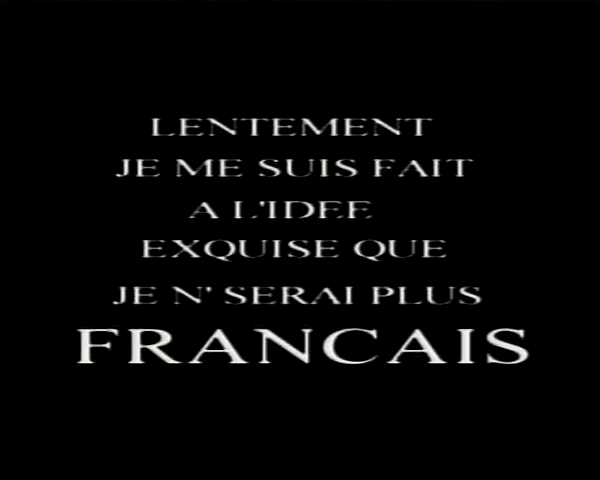 LENTEMENT
JE ME SUIS FAIT
A L'IDEE
EXQUISE QUE
JE N' SERAI PLUS
FRANCAIS